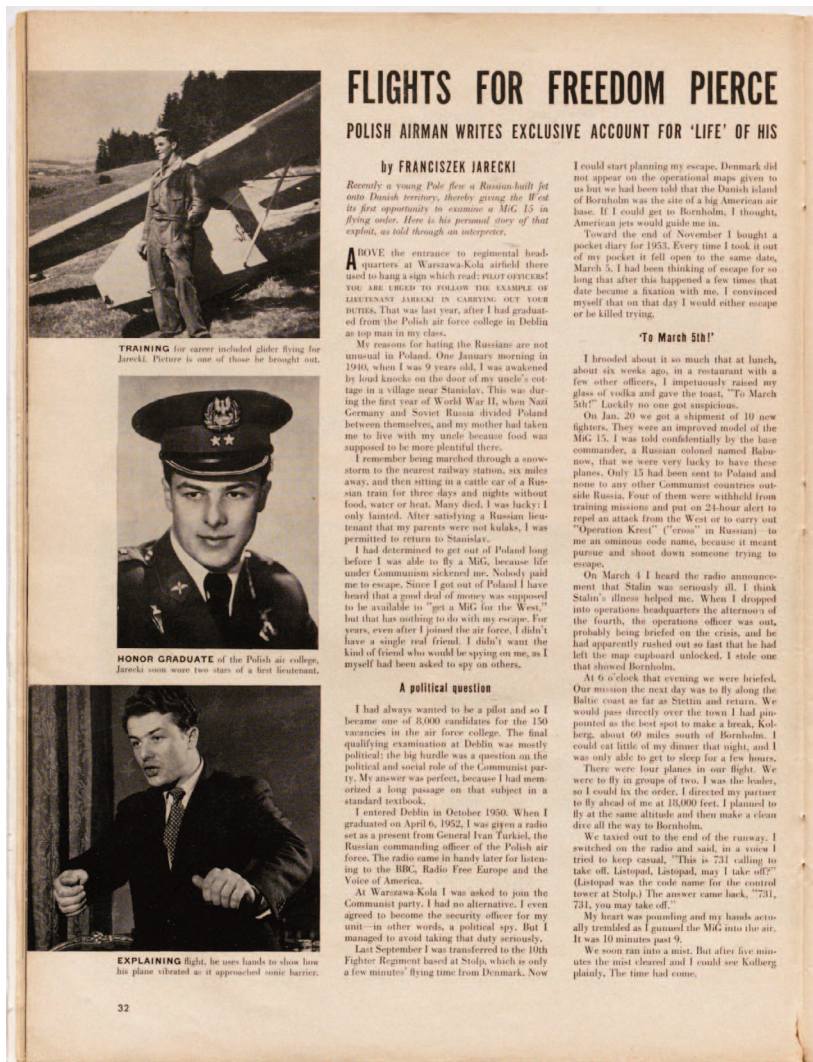 FLIGHTS FOR FREEDOM PIERCE
POLISH AIRMAN WRITES EXCLUSIVE ACCOUNT FOR 'LIFE' OF HIS
TRAINING for career included glider flying for
Jarecki. Picture is one of those he brought out.
HONOR GRADUATE of the Polish air college,
Jarecki soon wore two stars of a first lieutenant.
EXPLAINING flight, he uses hands to show how
his plane vibrated as it approached sonic barrier.
by FRANCISZEK JARECKI
Recently a young Pole flew a Russian-built jet
onto Danish territory, thereby giving the West
its first opportunity to examine a MiG 15 in
flying order. Here is his personal story of that
exploit, as told through an interpreter.
ABOVE the entrance to regimental head-
quarters at Warszawa-Kola airfield there
used to hang a sign which read: PILOT OFFICERS!
YOU ARE URGED TO FOLLOW THE EXAMPLE OF
LIEUTENANT JARECKI IN CARRYING OUT YOUR
DUTIES. That was last year, after I had graduat-
ed from the Polish air force college in Deblin
as top man in my class.
My reasons for hating the Russians are not
unusual in Poland. One January morning in
1940, when I was 9 years old, I was awakened
by loud knocks on the door of my uncle's cot-
tage in a village near Stanislav. This was dur-
ing the first year of World War II, when Nazi
Germany and Soviet Russia divided Poland
between themselves, and my mother had taken
me to live with my uncle because food was
supposed to be more plentiful there.
I remember being marched through a snow-
storm to the nearest railway station, six miles
away, and then sitting in a cattle car of a Rus-
sian train for three days and nights without
food, water or heat. Many died. I was lucky: I
only fainted. After satisfying a Russian lieu-
tenant that my parents were not kulaks, I was
permitted to return to Stanislav.
I had determined to get out of Poland long
before I was able to fly a MiG, because life
under Communism sickened me. Nobody paid
me to escape. Since I got out of Poland I have
heard that a good deal of money was supposed
to be available to "get a MiG for the West,"
but that has nothing to do with my escape. For
years, even after I joined the air force, I didn't
have a single real friend. I didn't want the
kind of friend who would be spying on me, as I
myself had been asked to spy on others.
A political question
I had always wanted to be a pilot and so I
became one of 8,000 candidates for the 150
vacancies in the air force college. The final
qualifying examination at Deblin was mostly
political: the big hurdle was a question on the
political and social role of the Communist par-
ty. My answer was perfect, because I had mem-
orized a long passage on that subject in a
standard textbook.
I entered Deblin in October 1950. When I
graduated on April 6, 1952, I was given a radio
set as a present from General Ivan Turkiel, the
Russian commanding officer of the Polish air
force. The radio came in handy later for listen-
ing to the BBC, Radio Free Europe and the
Voice of America.
At Warszawa-Kola I was asked to join the
Communist party. I had no alternative. I even
agreed to become the security officer for my
unit—in other words, a political spy. But I
managed to avoid taking that duty seriously.
Last September I was transferred to the 10th
Fighter Regiment based at Stolp, which is only
a few minutes' flying time from Denmark. Now
I could start planning my escape. Denmark did
not appear on the operational maps given to
us but we had been told that the Danish island
of Bornholm was the site of a big American air
base. If I could get to Bornholm, I thought,
American jets would guide me in.
Toward the end of November I bought a
pocket diary for 1953. Every time I took it out
of my pocket it fell open to the same date,
March 5. I had been thinking of escape for so
long that after this happened a few times that
date became a fixation with me. I convinced
myself that on that day I would either escape
or be killed trying.
'To March 5th!'
I brooded about it so much that at lunch,
about six weeks ago, in a restaurant with a
few other officers, I impetuously raised my
glass of vodka and gave the toast, "To March
5th!" Luckily no one got suspicious.
On Jan. 20 we got a shipment of 10 new
fighters. They were an improved model of the
MiG 15. I was told confidentially by the base
commander, a Russian colonel named Babu-
now, that we were very lucky to have these
planes. Only 15 had been sent to Poland and
none to any other Communist countries out-
side Russia. Four of them were withheld from
training missions and put on 24-hour alert to
repel an attack from the West or to carry out
"Operation Krest" ("cross" in Russian)—to
me an ominous code name, because it meant
pursue and shoot down someone trying to
escape.
On March 4 I heard the radio announce-
ment that Stalin was seriously ill. I think
Stalin's illness helped me. When I dropped
into operations headquarters the afternoon of
the fourth, the operations officer was out,
probably being briefed on the crisis, and he
had apparently rushed out so fast that he had
left the map cupboard unlocked. I stole one
that showed Bornholm.
At 6 o'clock that evening we were briefed.
Our mission the next day was to fly along the
Baltic coast as far as Stettin and return. We
would pass directly over the town I had pin-
pointed as the best spot to make a break, Kol-
berg, about 60 miles south of Bornholm. I
could eat little of my dinner that night, and I
was only able to get to sleep for a few hours.
There were four planes in our flight. We
were to fly in groups of two. I was the leader,
so I could fix the order. I directed my partner
to fly ahead of me at 18,000 feet. I planned to
fly at the same altitude and then make a clean
dive all the way to Bornholm.
We taxied out to the end of the runway. I
switched on the radio and said, in a voice I
tried to keep casual, "This is 731 calling to
take off. Listopad, Listopad, may I take off?"
(Listopad was the code name for the control
tower at Stolp.) The answer came back, "731,
731, you may take off."
My heart was pounding and my hands actu-
ally trembled as I gunned the MiG into the air.
It was 10 minutes past 9.
We soon ran into a mist. But after five min-
utes the mist cleared and I could see Kolberg
plainly. The time had come.
32